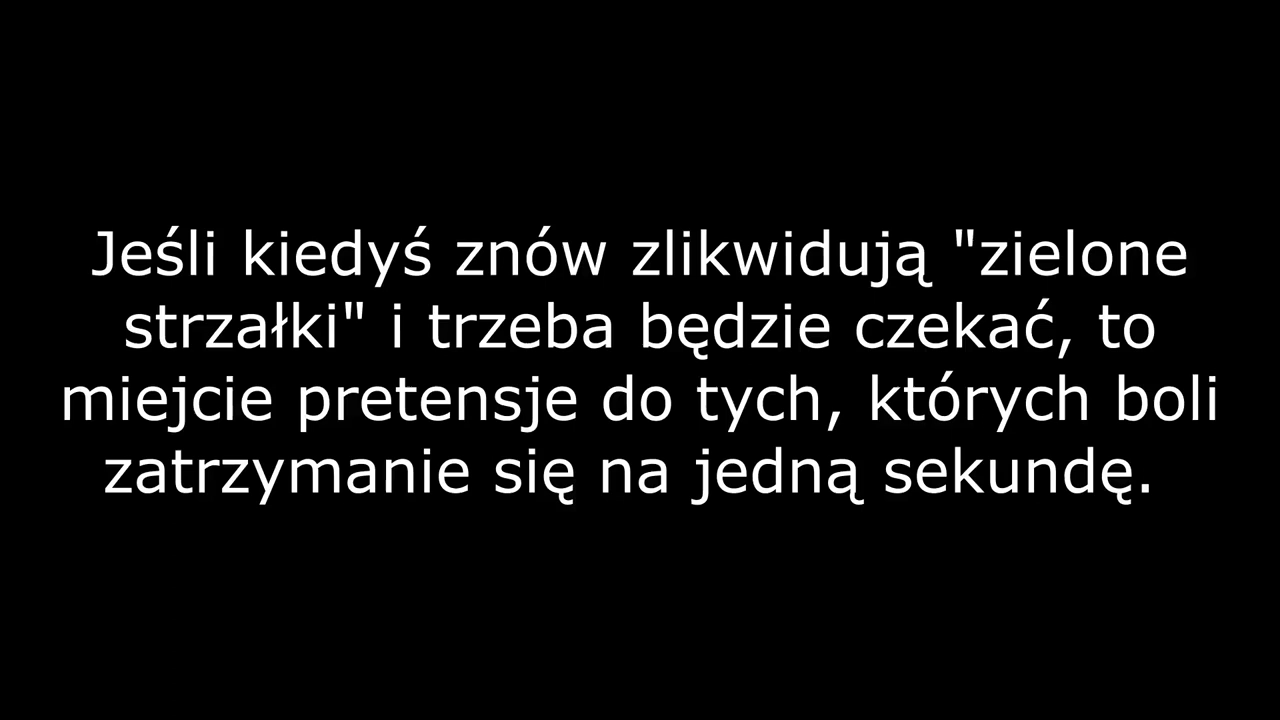 Jeśli kiedyś znów zlikwidują "zielone
strzałki" i trzeba będzie czekać, to
miejcie pretensje do tych, których boli
zatrzymanie się na jedną sekundę.